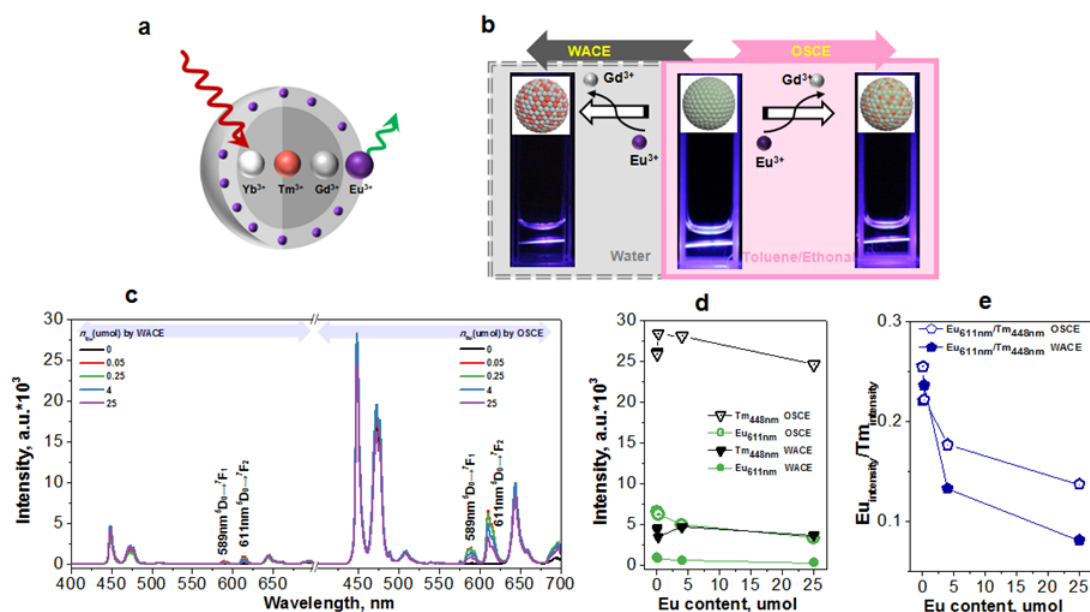 a
Yb³⁺ Tm³⁺ Gd³⁺ Eu³⁺
b
WACE OSCE
Gd³⁺ Gd³⁺
Eu³⁺ Eu³⁺
Water Toluene/Ethonal
c
n_Eu(umol) by WACE
0
0.05
0.25
4
25
n_Eu(umol) by OSCE
0
0.05
0.25
4
25
589nm ⁵D₀→⁷F₁
611nm ⁵D₀→⁷F₂
589nm ⁵D₀→⁷F₁
611nm ⁵D₀→⁷F₂
Intensity, a.u.*10³
30
25
20
15
10
5
0
400 450 500 550 600 650 450 500 550 600 650 700
Wavelength, nm
d
Intensity, a.u.*10³
30
25
20
15
10
5
0
Tm448nm OSCE
Eu611nm OSCE
Tm448nm WACE
Eu611nm WACE
0 5 10 15 20 25
Eu content, umol
e
Eu_intensity/Tm_intensity
0.3
0.2
0.1
Eu611nm/Tm448nm OSCE
Eu611nm/Tm448nm WACE
0 5 10 15 20 25
Eu content, umol